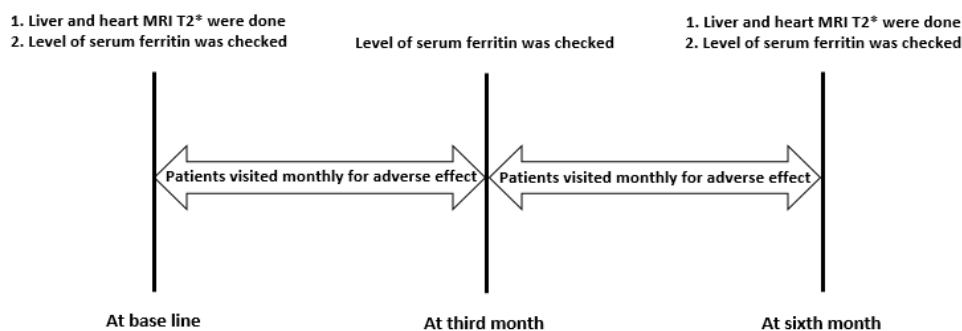 1. Liver and heart MRI T2* were done
2. Level of serum ferritin was checked
Level of serum ferritin was checked
1. Liver and heart MRI T2* were done
2. Level of serum ferritin was checked
Patients visited monthly for adverse effect
Patients visited monthly for adverse effect
At base line
At third month
At sixth month